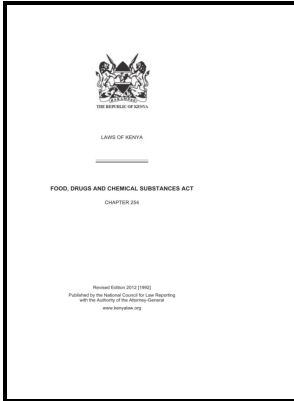 HARAMBEE
THE REPUBLIC OF KENYA
LAWS OF KENYA
FOOD, DRUGS AND CHEMICAL SUBSTANCES ACT
CHAPTER 254
Revised Edition 2012 [1992]
Published by the National Council for Law Reporting
with the Authority of the Attorney-General
www.kenyalaw.org